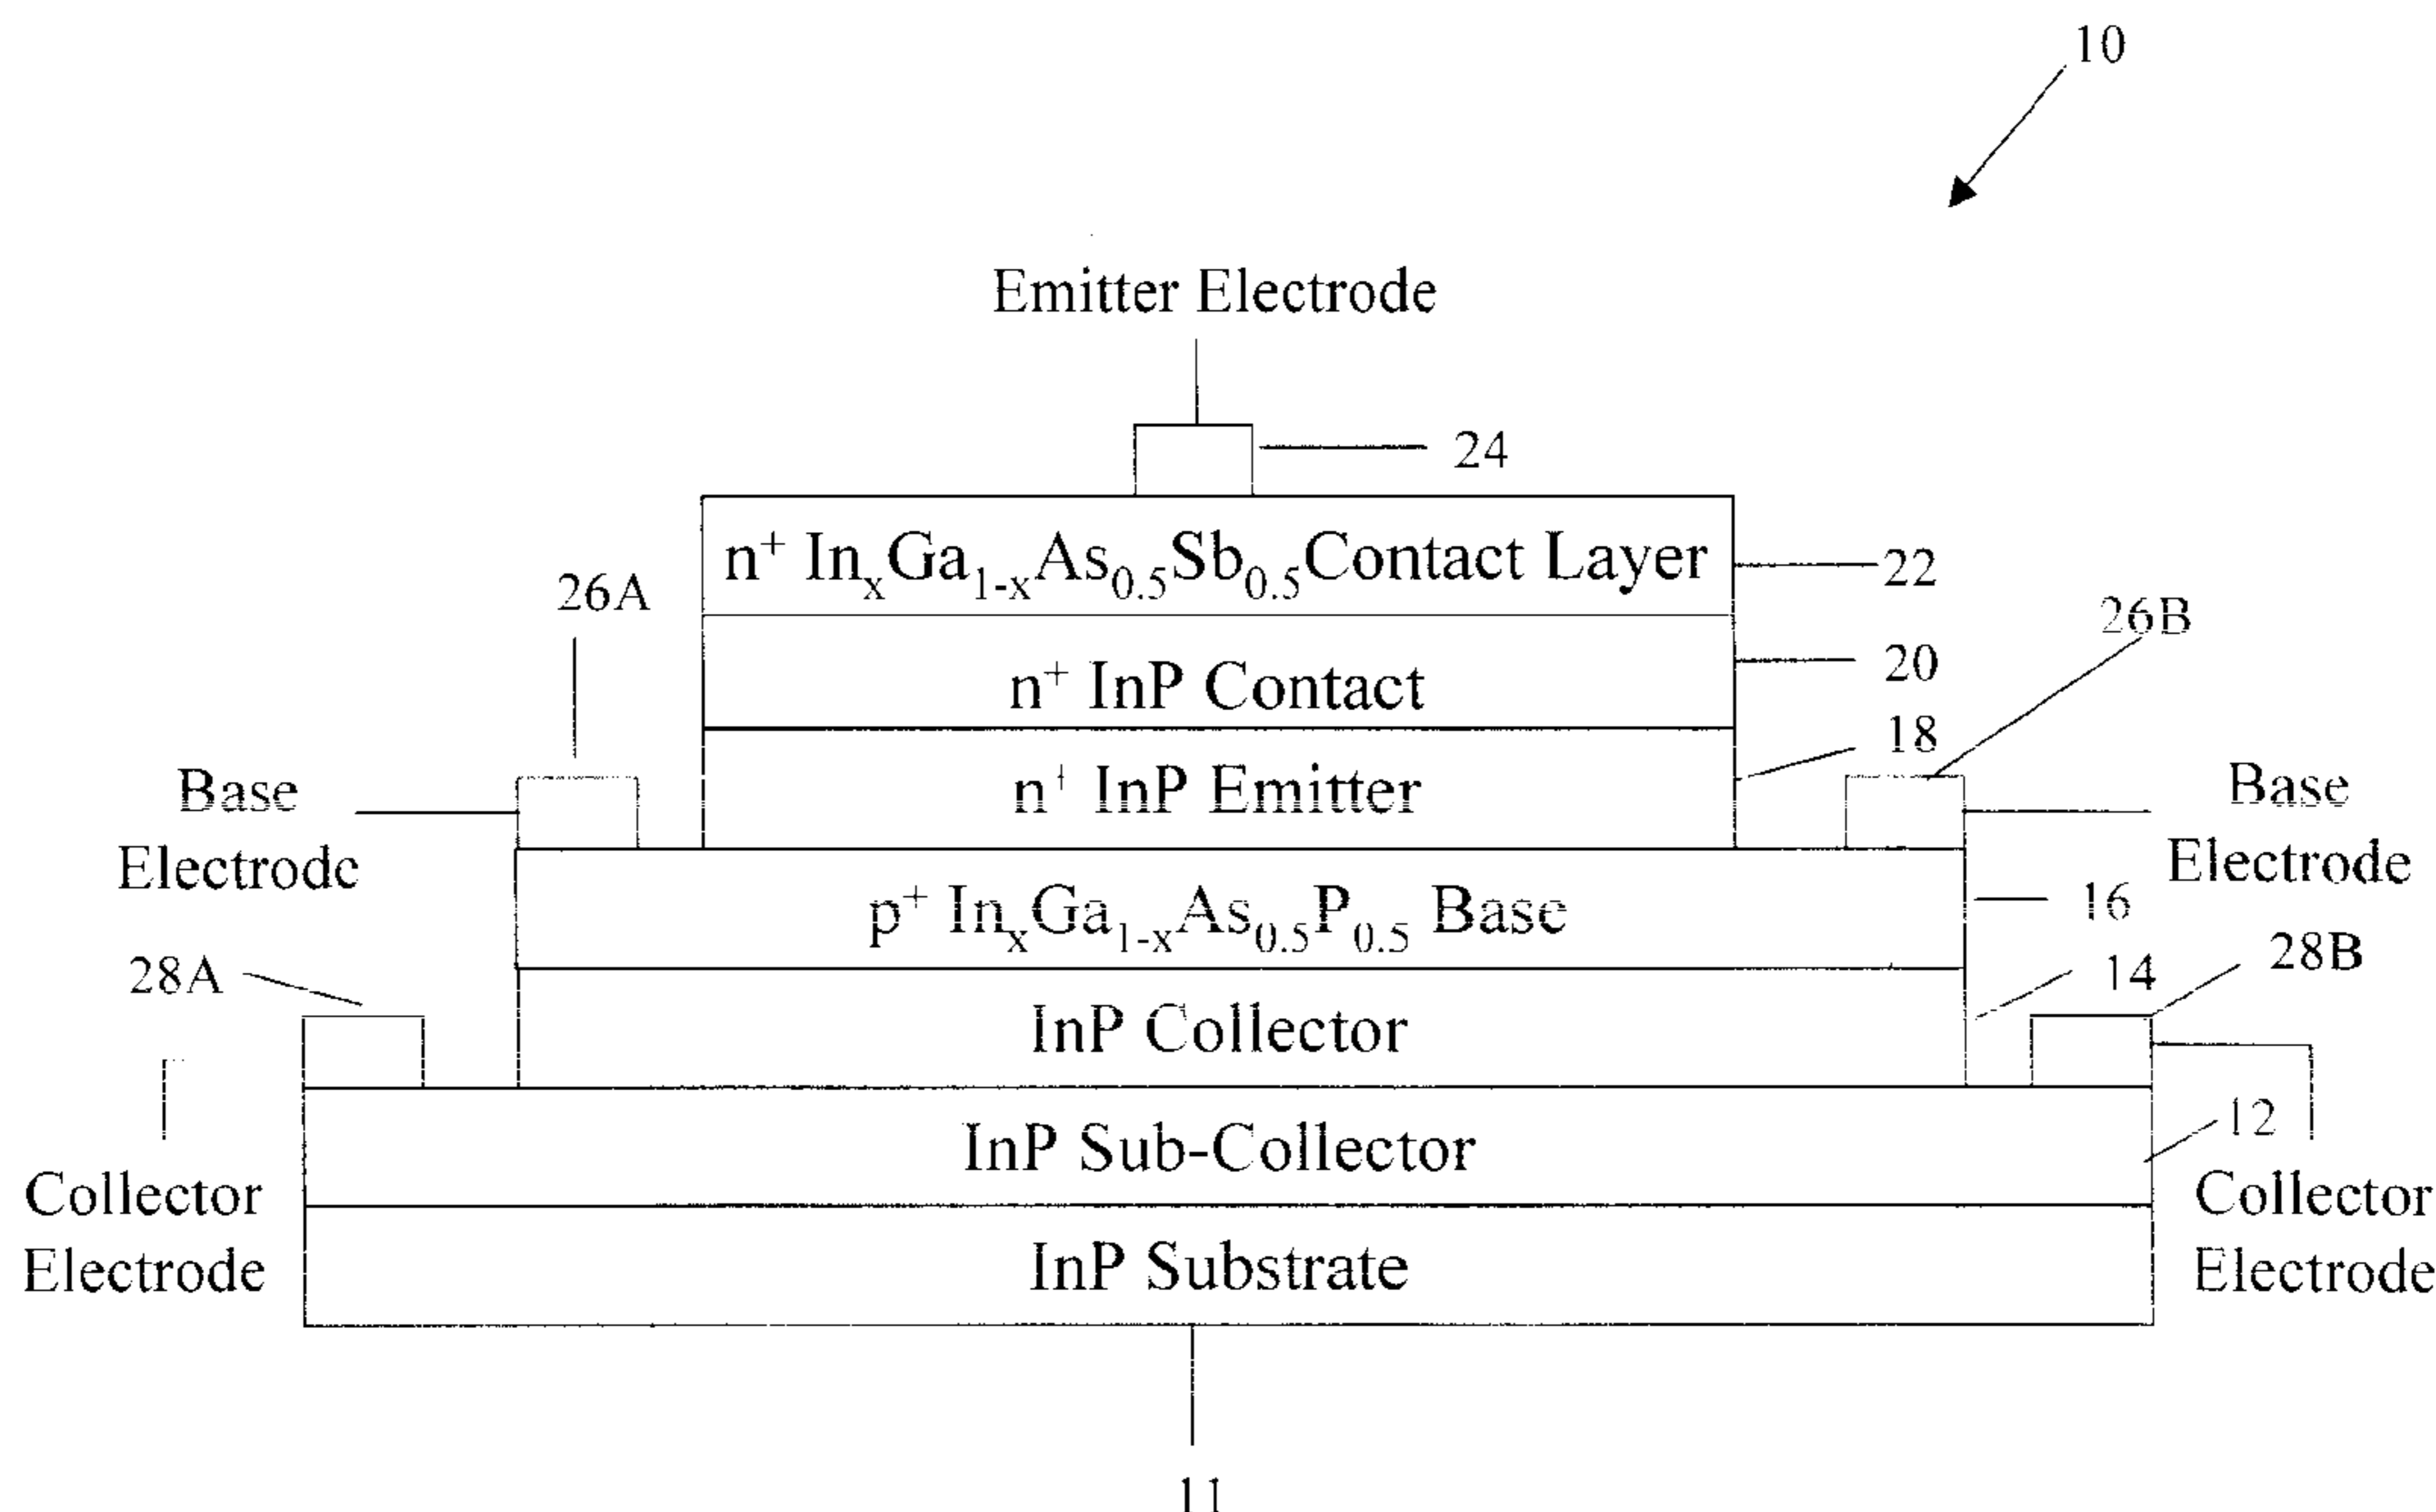 10
Emitter Electrode
24
n⁺ InₓGa₁₋ₓAs₀.₅Sb₀.₅Contact Layer
22
26A
26B
n⁺ InP Contact
20
18
n⁺ InP Emitter
Base
Electrode
Base
Electrode
p⁺ InₓGa₁₋ₓAs₀.₅P₀.₅ Base
16
28A
28B
14
InP Collector
12
InP Sub-Collector
Collector
Electrode
Collector
Electrode
InP Substrate
11